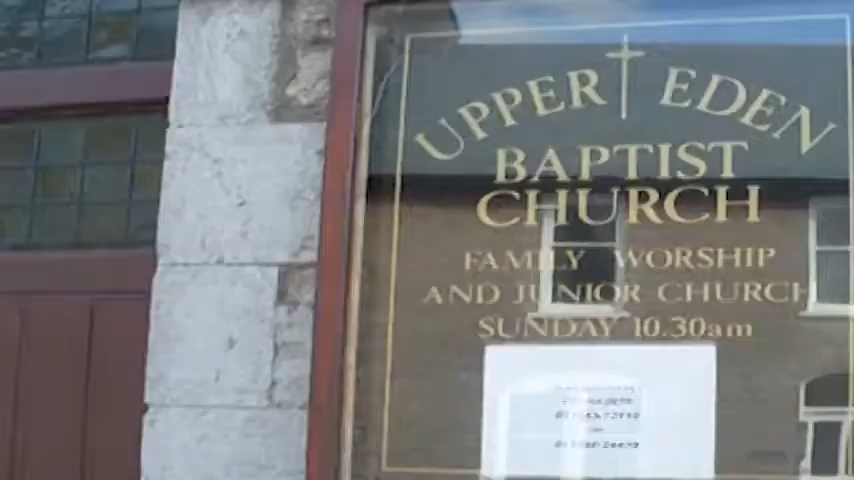 UPPER EDEN
BAPTIST
CHURCH
FAMILY WORSHIP
AND JUNIOR CHURCH
SUNDAY 10.30am